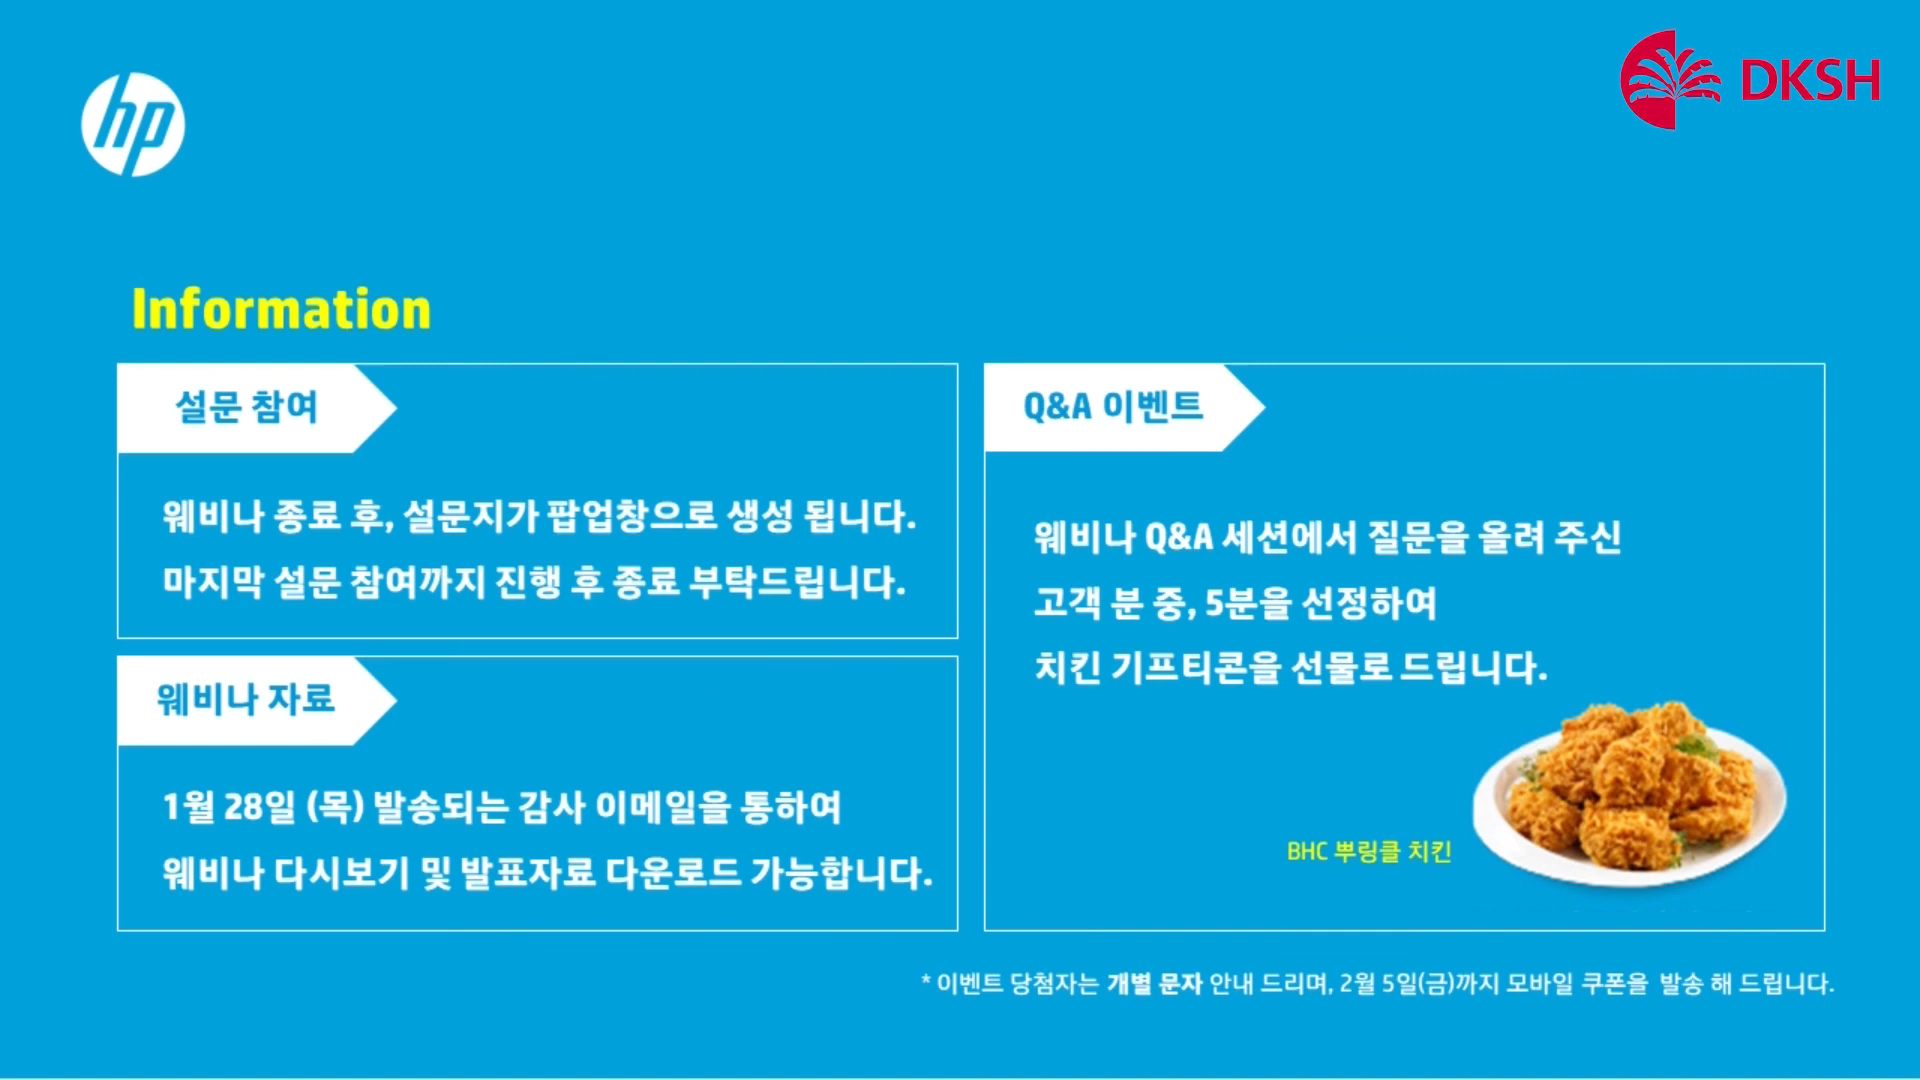 hp
DKSH
Information
설문 참여
웨비나 종료 후, 설문지가 팝업창으로 생성 됩니다.
마지막 설문 참여까지 진행 후 종료 부탁드립니다.
웨비나 자료
1월 28일 (목) 발송되는 감사 이메일을 통하여
웨비나 다시보기 및 발표자료 다운로드 가능합니다.
Q&A 이벤트
웨비나 Q&A 세션에서 질문을 올려 주신
고객 분 중, 5분을 선정하여
치킨 기프티콘을 선물로 드립니다.
BHC 뿌링클 치킨
* 이벤트 당첨자는 개별 문자 안내 드리며, 2월 5일(금)까지 모바일 쿠폰을 발송 해 드립니다.